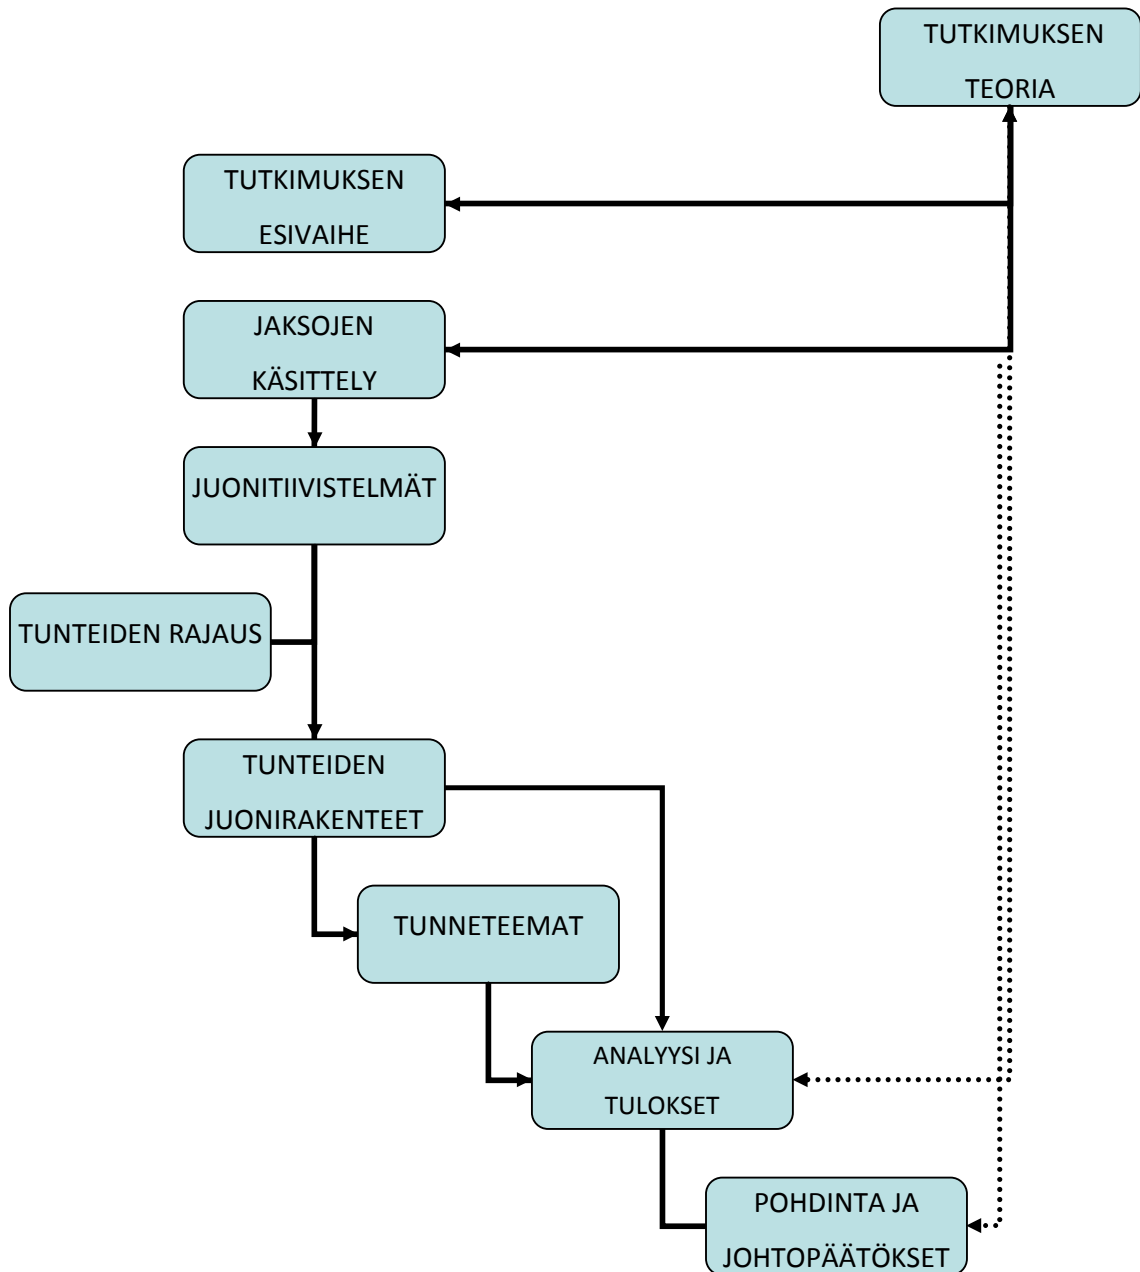 TUTKIMUKSEN
TEORIA
TUTKIMUKSEN
ESIVAIHE
JAKSOJEN
KÄSITTELY
JUONITIIVISTELMÄT
TUNTEIDEN RAJAUS
TUNTEIDEN
JUONIRAKENTEET
TUNNETEEMAT
ANALYYSI JA
TULOKSET
POHDINTA JA
JOHTOPÄÄTÖKSET